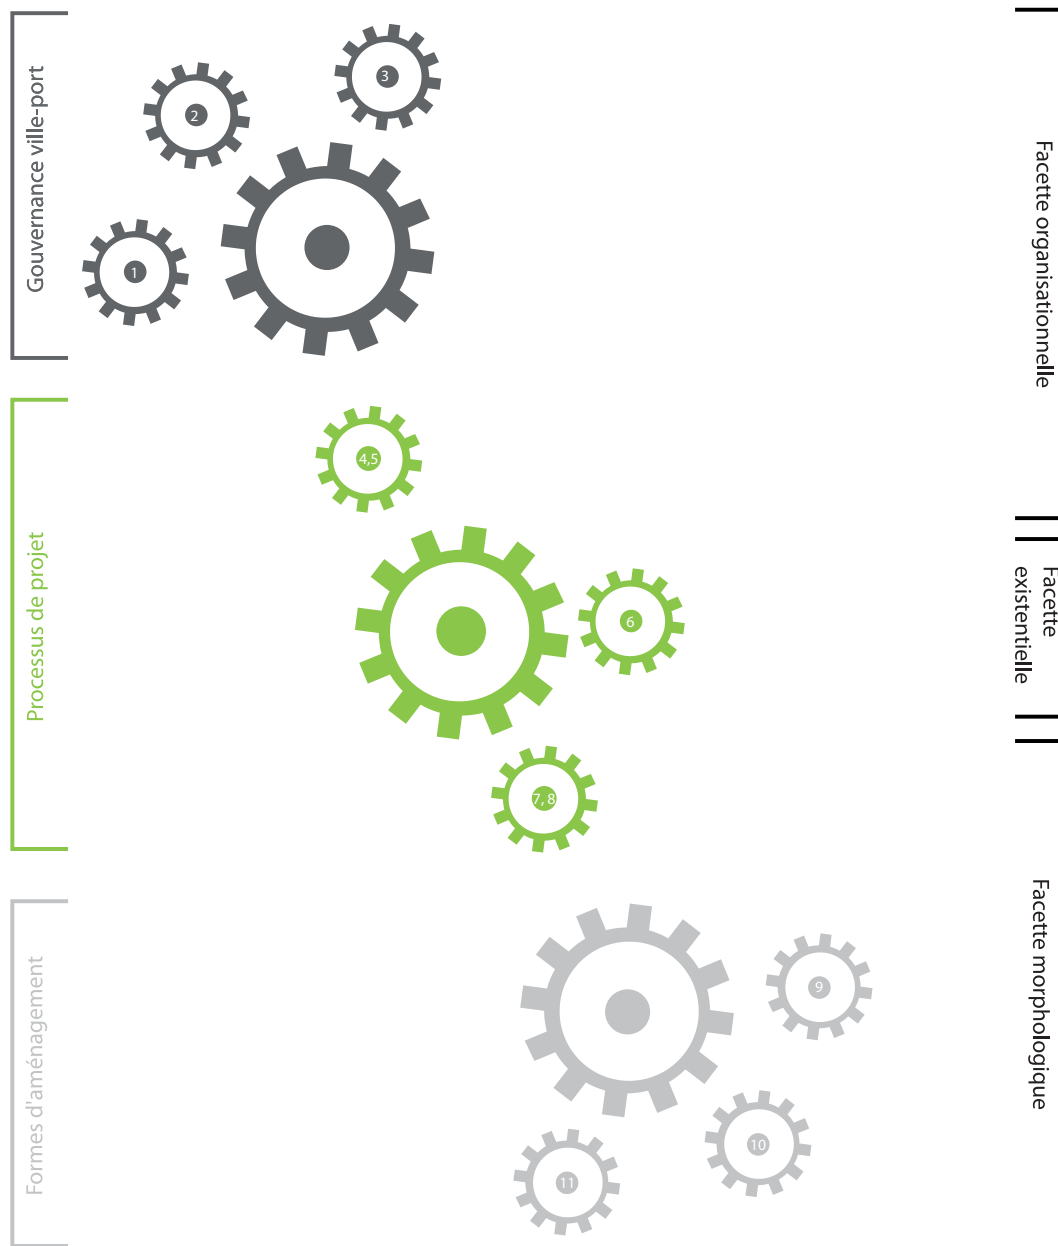 Gouvernance ville-port
3
2
1
Facette organisationnelle
Processus de projet
4,5
6
7, 8
Facette
existentielle
Formes d'aménagement
9
10
11
Facette morphologique